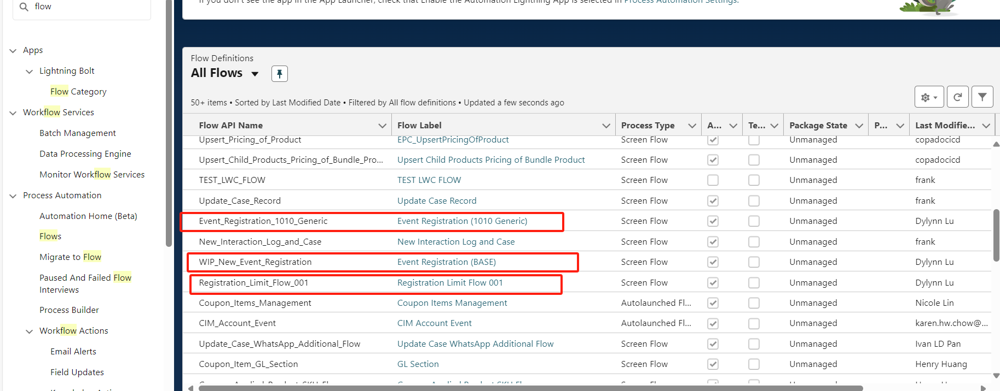 flow
If you don't see the app in the App Launcher, check that Enable the Automation Lightning App is selected in Process Automation Settings.
Apps
Lightning Bolt
Flow Category
Workflow Services
Batch Management
Data Processing Engine
Monitor Workflow Services
Process Automation
Automation Home (Beta)
Flows
Migrate to Flow
Paused And Failed Flow
Interviews
Process Builder
Workflow Actions
Email Alerts
Field Updates
Flow Definitions
All Flows
50+ items • Sorted by Last Modified Date • Filtered by All flow definitions • Updated a few seconds ago
Flow API Name Flow Label Process Type A... Te... Package State P... Last Modifie...
Upsert_Pricing_of_Product EPC_UpsertPricingOfProduct Screen Flow Unmanaged copadocicd
Upsert_Child_Products_Pricing_of_Bundle_Pro... Upsert Child Products Pricing of Bundle Product Screen Flow Unmanaged copadocicd
TEST_LWC_FLOW TEST LWC FLOW Screen Flow Unmanaged frank
Update_Case_Record Update Case Record Screen Flow Unmanaged frank
Event_Registration_1010_Generic Event Registration (1010 Generic) Screen Flow Unmanaged Dylynn Lu
New_Interaction_Log_and_Case New Interaction Log and Case Screen Flow Unmanaged frank
WIP_New_Event_Registration Event Registration (BASE) Screen Flow Unmanaged Dylynn Lu
Registration_Limit_Flow_001 Registration Limit Flow 001 Screen Flow Unmanaged Dylynn Lu
Coupon_Items_Management Coupon Items Management Autolaunched Fl... Unmanaged Nicole Lin
CIM_Account_Event CIM Account Event Autolaunched Fl... Unmanaged karen.hw.chow@...
Update_Case_WhatsApp_Additional_Flow Update Case WhatsApp Additional Flow Screen Flow Unmanaged Ivan LD Pan
Coupon_Item_GL_Section GL Section Screen Flow Unmanaged Henry Huang